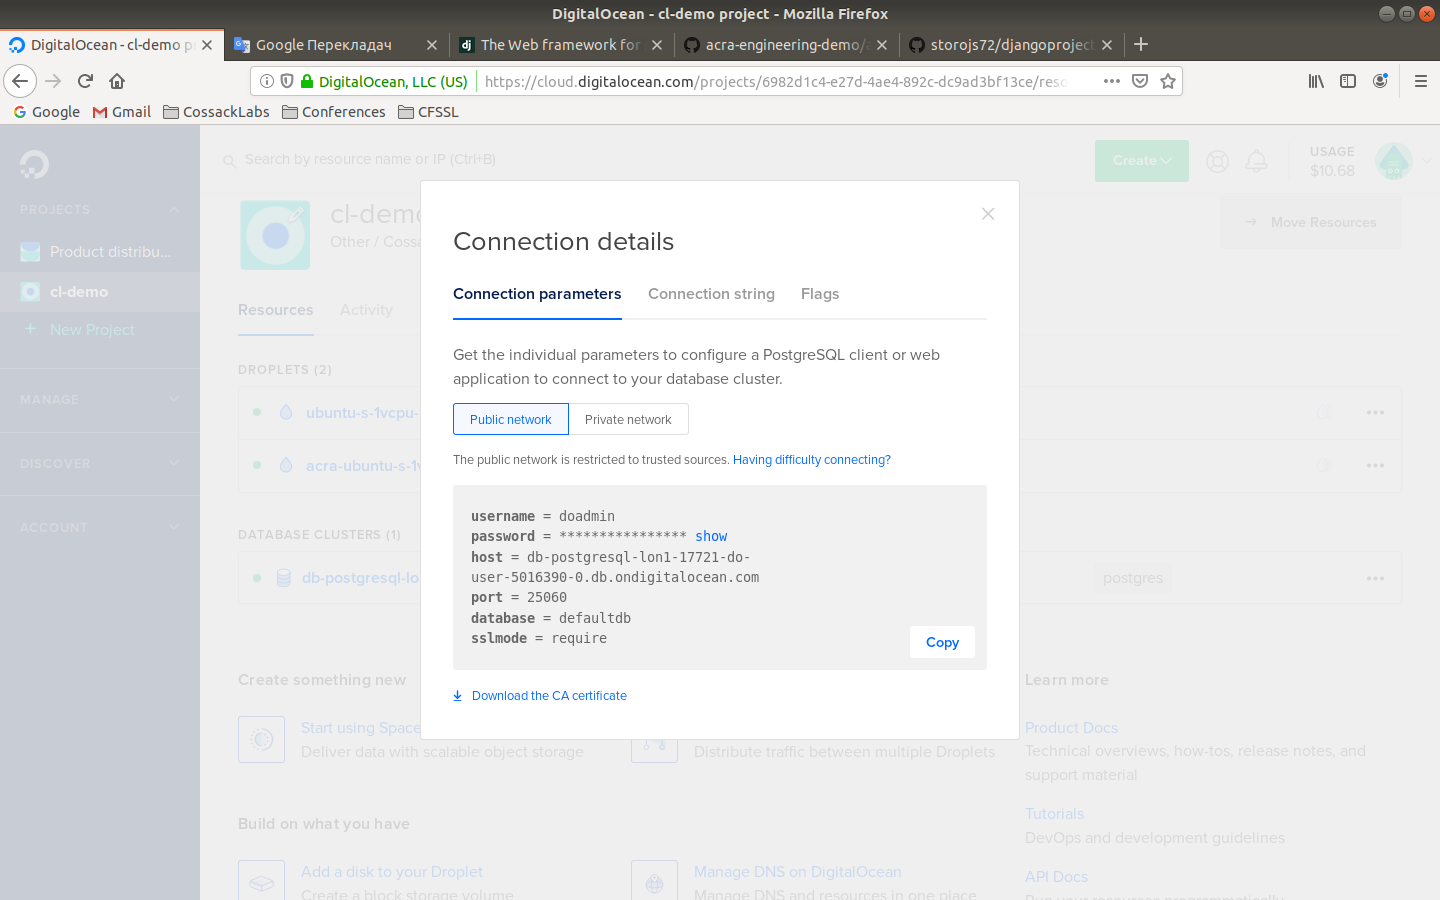 DigitalOcean - cl-demo project - Mozilla Firefox
DigitalOcean - cl-demo p
Google Перекладач
dj
The Web framework for
acra-engineering-demo/
storojs72/djangoproject
DigitalOcean, LLC (US)
https://cloud.digitalocean.com/projects/6982d1c4-e27d-4ae4-892c-dc9ad3bf13ce/reso
Google
Gmail
CossackLabs
Conferences
CFSSL
Search by resource name or IP (Ctrl+B)
Create
USAGE
$10.68
PROJECTS
Product distribu...
cl-demo
New Project
MANAGE
DISCOVER
ACCOUNT
cl-demo
Other / Cossa
Move Resources
Resources
Activity
DROPLETS (2)
ubuntu-s-1vcpu-
acra-ubuntu-s-1v
DATABASE CLUSTERS (1)
db-postgresql-lo
postgres
Connection details
Connection parameters
Connection string
Flags
Get the individual parameters to configure a PostgreSQL client or web
application to connect to your database cluster.
Public network
Private network
The public network is restricted to trusted sources. Having difficulty connecting?
username = doadmin
password = **************** show
host = db-postgresql-lon1-17721-do-
user-5016390-0.db.ondigitalocean.com
port = 25060
database = defaultdb
sslmode = require
Copy
Download the CA certificate
Create something new
Start using Space
Deliver data with scalable object storage
Distribute traffic between multiple Droplets
Build on what you have
Add a disk to your Droplet
Create a block storage volume
Manage DNS on DigitalOcean
Manage DNS and resources in one place
Learn more
Product Docs
Technical overviews, how-tos, release notes, and
support material
Tutorials
DevOps and development guidelines
API Docs
Run your resources programmatically